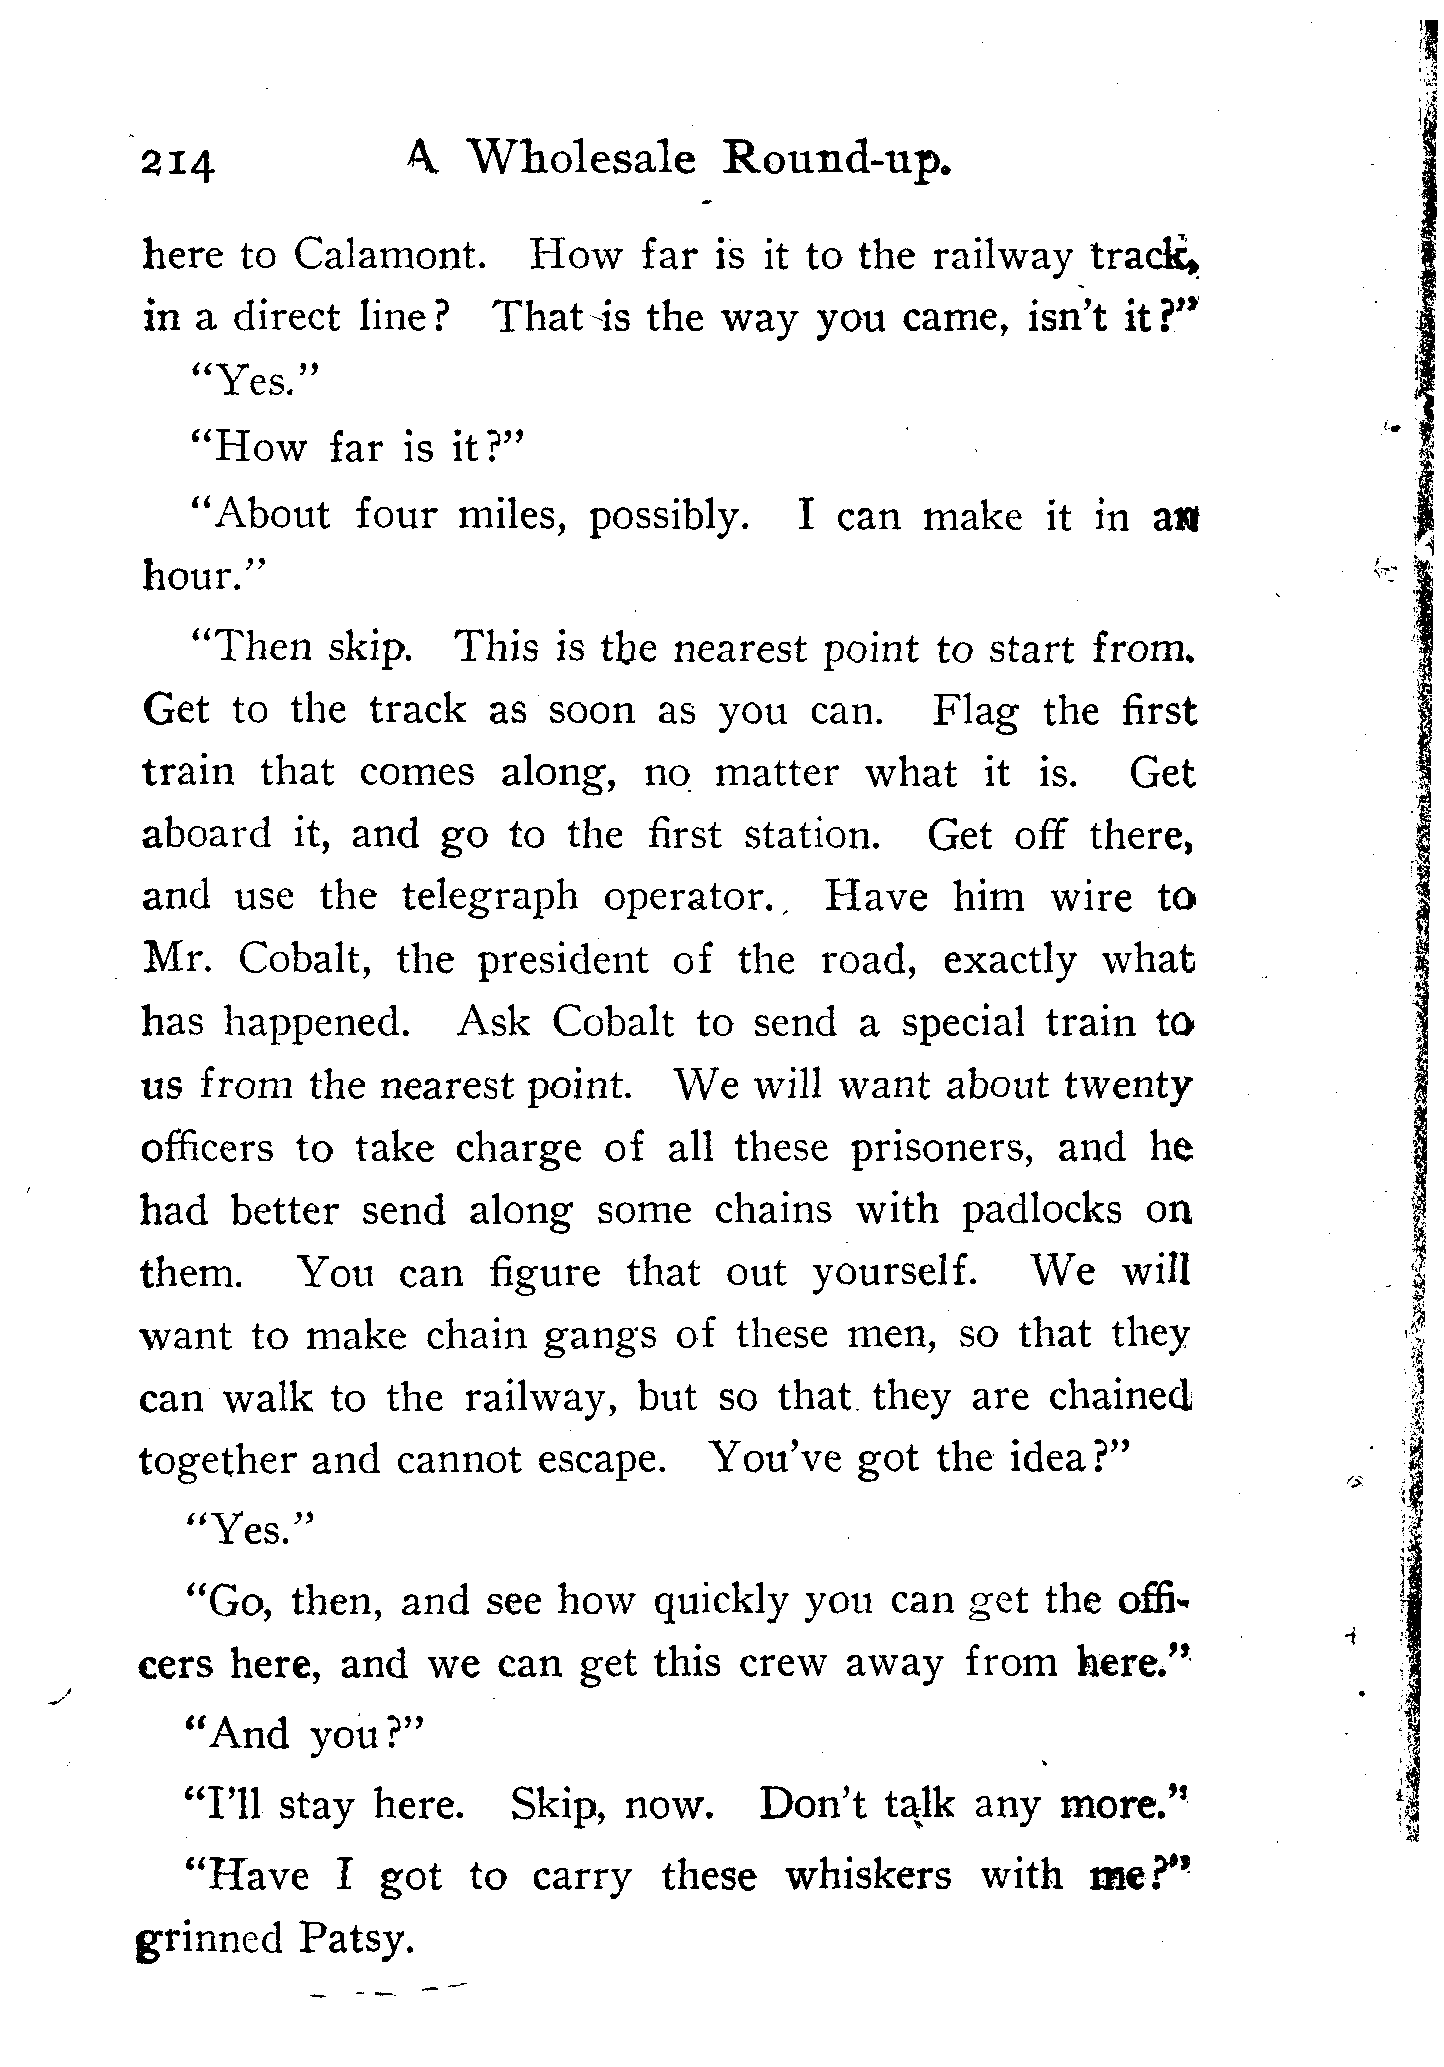 214 A Wholesale Round-up.
here to Calamont. How far is it to the railway track,
in a direct line? That is the way you came, isn't it?"
"Yes."
"How far is it?"
"About four miles, possibly. I can make it in an
hour."
"Then skip. This is the nearest point to start from.
Get to the track as soon as you can. Flag the first
train that comes along, no matter what it is. Get
aboard it, and go to the first station. Get off there,
and use the telegraph operator. Have him wire to
Mr. Cobalt, the president of the road, exactly what
has happened. Ask Cobalt to send a special train to
us from the nearest point. We will want about twenty
officers to take charge of all these prisoners, and he
had better send along some chains with padlocks on
them. You can figure that out yourself. We will
want to make chain gangs of these men, so that they
can walk to the railway, but so that they are chained
together and cannot escape. You've got the idea?"
"Yes."
"Go, then, and see how quickly you can get the offi-
cers here, and we can get this crew away from here."
"And you?"
"I'll stay here. Skip, now. Don't talk any more."
"Have I got to carry these whiskers with me?"
grinned Patsy.